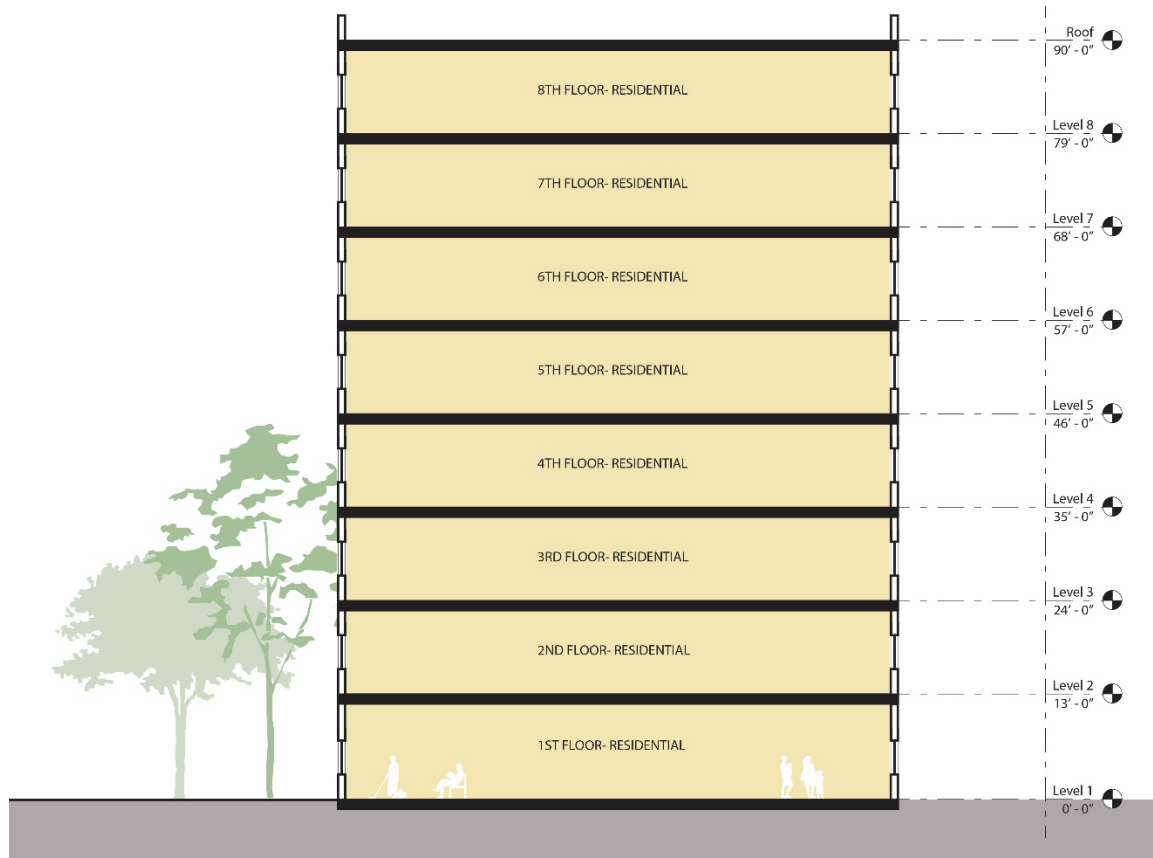 Roof
90' - 0"
8TH FLOOR- RESIDENTIAL
Level 8
79' - 0"
7TH FLOOR- RESIDENTIAL
Level 7
68' - 0"
6TH FLOOR- RESIDENTIAL
Level 6
57' - 0"
5TH FLOOR- RESIDENTIAL
Level 5
46' - 0"
4TH FLOOR- RESIDENTIAL
Level 4
35' - 0"
3RD FLOOR- RESIDENTIAL
Level 3
24' - 0"
2ND FLOOR- RESIDENTIAL
Level 2
13' - 0"
1ST FLOOR- RESIDENTIAL
Level 1
0' - 0"